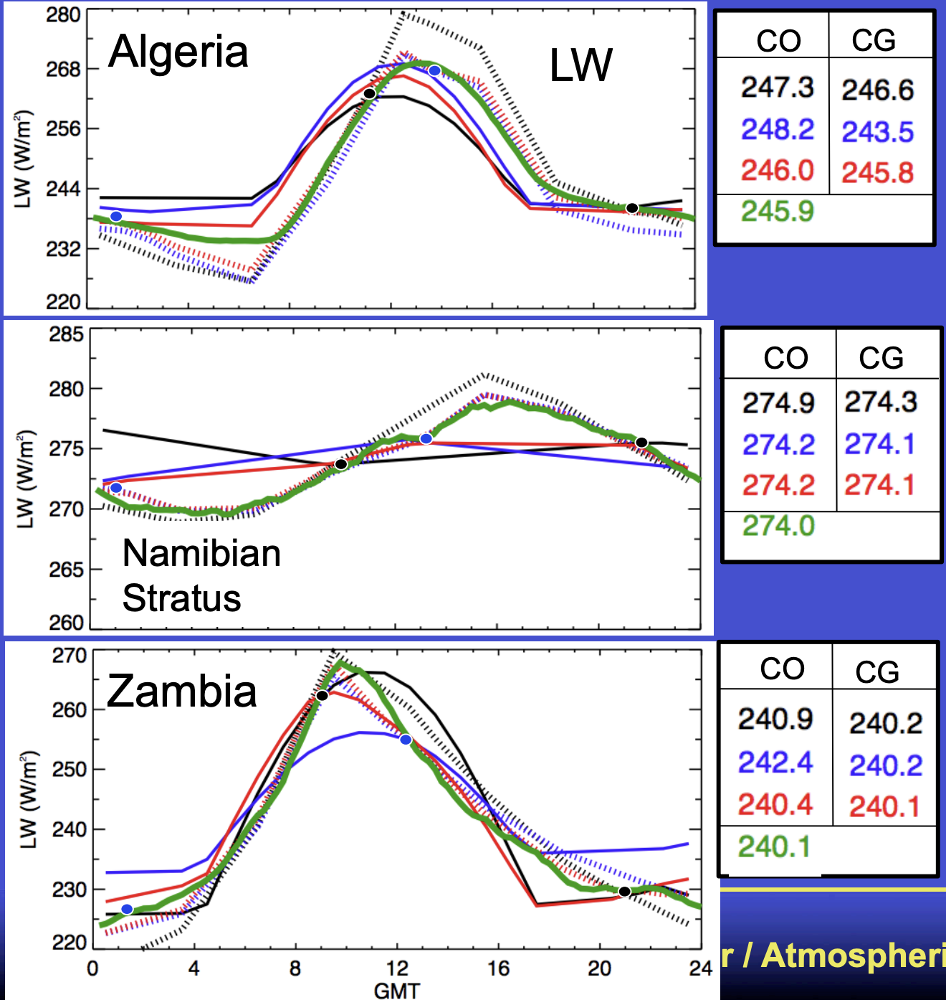 Algeria
LW
LW (W/m²)
280
268
256
244
232
220
CO CG
247.3 246.6
248.2 243.5
246.0 245.8
245.9
Namibian
Stratus
LW (W/m²)
285
280
275
270
265
260
CO CG
274.9 274.3
274.2 274.1
274.2 274.1
274.0
Zambia
LW (W/m²)
270
260
250
240
230
220
0 4 8 12 16 20 24
GMT
CO CG
240.9 240.2
242.4 240.2
240.4 240.1
240.1
r / Atmospheri